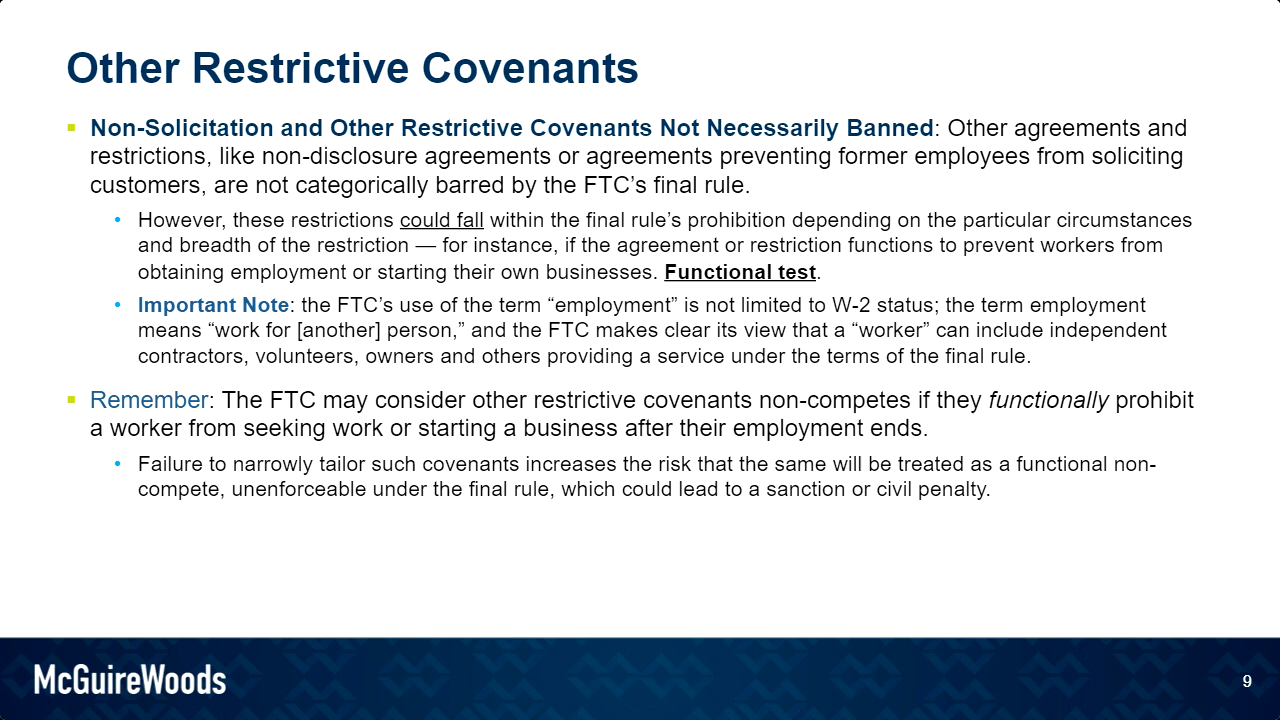 Other Restrictive Covenants
▪ Non-Solicitation and Other Restrictive Covenants Not Necessarily Banned: Other agreements and
restrictions, like non-disclosure agreements or agreements preventing former employees from soliciting
customers, are not categorically barred by the FTC’s final rule.
• However, these restrictions could fall within the final rule’s prohibition depending on the particular circumstances
and breadth of the restriction — for instance, if the agreement or restriction functions to prevent workers from
obtaining employment or starting their own businesses. Functional test.
• Important Note: the FTC’s use of the term “employment” is not limited to W-2 status; the term employment
means “work for [another] person,” and the FTC makes clear its view that a “worker” can include independent
contractors, volunteers, owners and others providing a service under the terms of the final rule.
▪ Remember: The FTC may consider other restrictive covenants non-competes if they functionally prohibit
a worker from seeking work or starting a business after their employment ends.
• Failure to narrowly tailor such covenants increases the risk that the same will be treated as a functional non-
compete, unenforceable under the final rule, which could lead to a sanction or civil penalty.
McGuireWoods
9